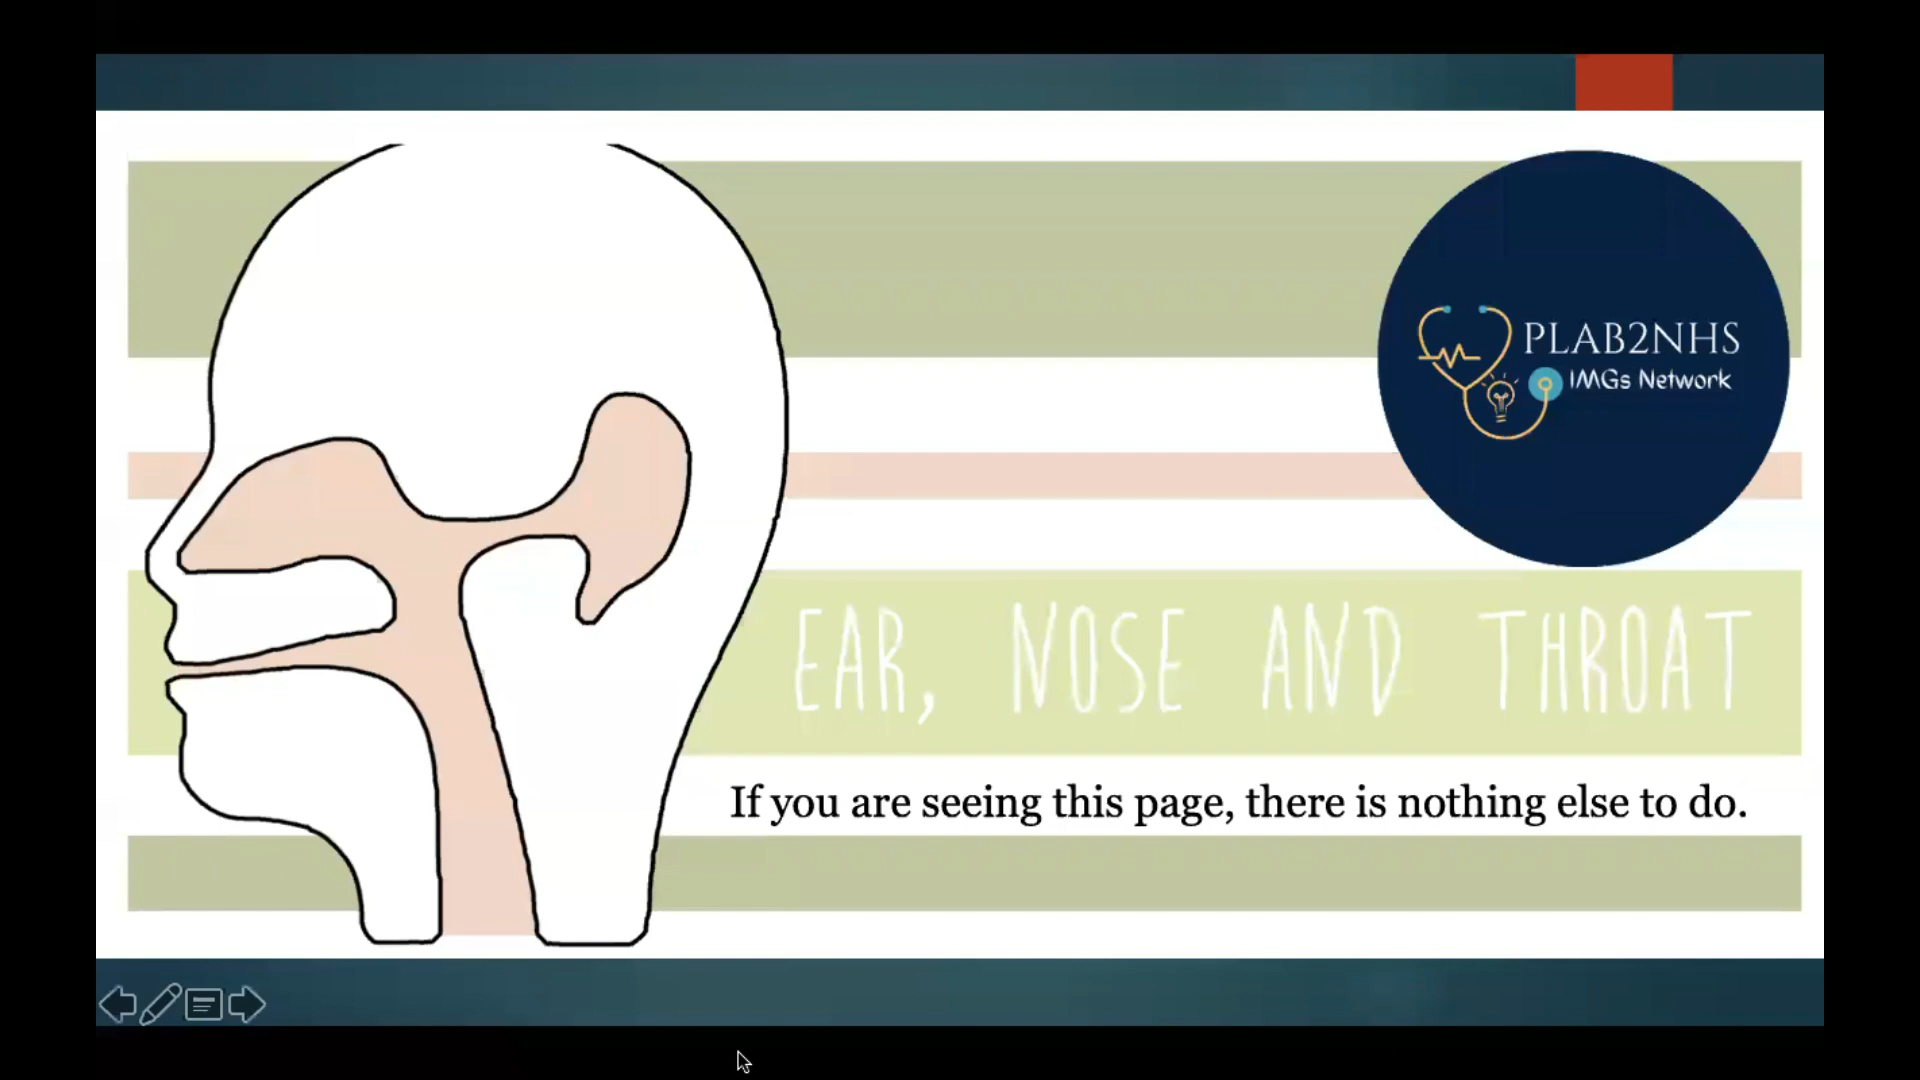 PLAB2NHS
IMGs Network
EAR, NOSE AND THROAT
If you are seeing this page, there is nothing else to do.